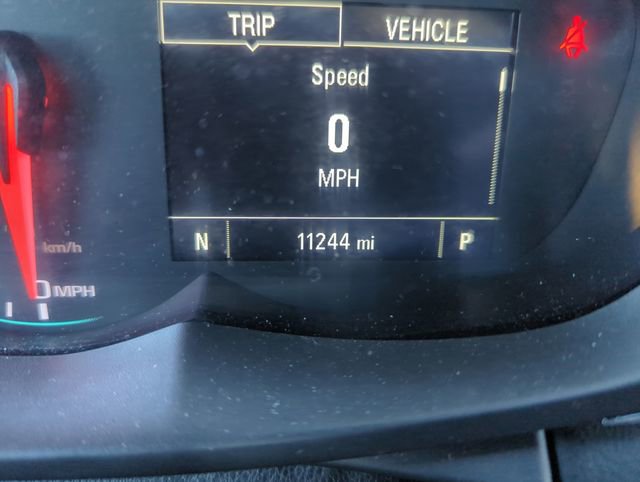 TRIP VEHICLE
Speed
0
MPH
N 11244 mi P
km/h
0 MPH